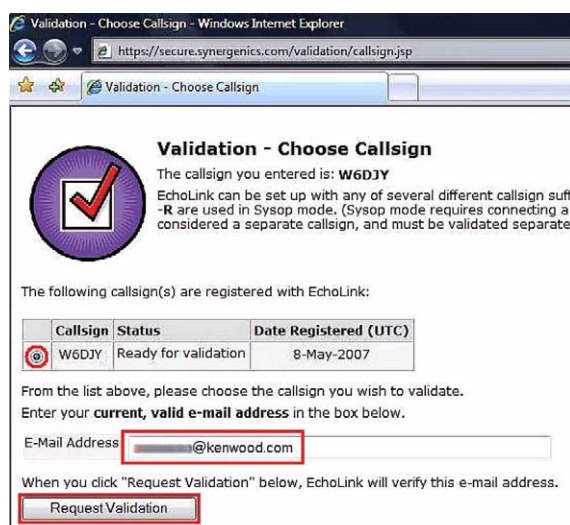 Validation - Choose Callsign - Windows Internet Explorer
https://secure.synergenics.com/validation/callsign.jsp
Validation - Choose Callsign
Validation - Choose Callsign
The callsign you entered is: W6DJY
EchoLink can be set up with any of several different callsign
-R are used in Sysop mode. (Sysop mode requires connecting a
considered a separate callsign, and must be validated
The following callsign(s) are registered with EchoLink:
Callsign Status Date Registered (UTC)
W6DJY Ready for validation 8-May-2007
From the list above, please choose the callsign you wish to validate.
Enter your current, valid e-mail address in the box below.
E-Mail Address @kenwood.com
When you click "Request Validation" below, EchoLink will verify this e-mail address.
Request Validation